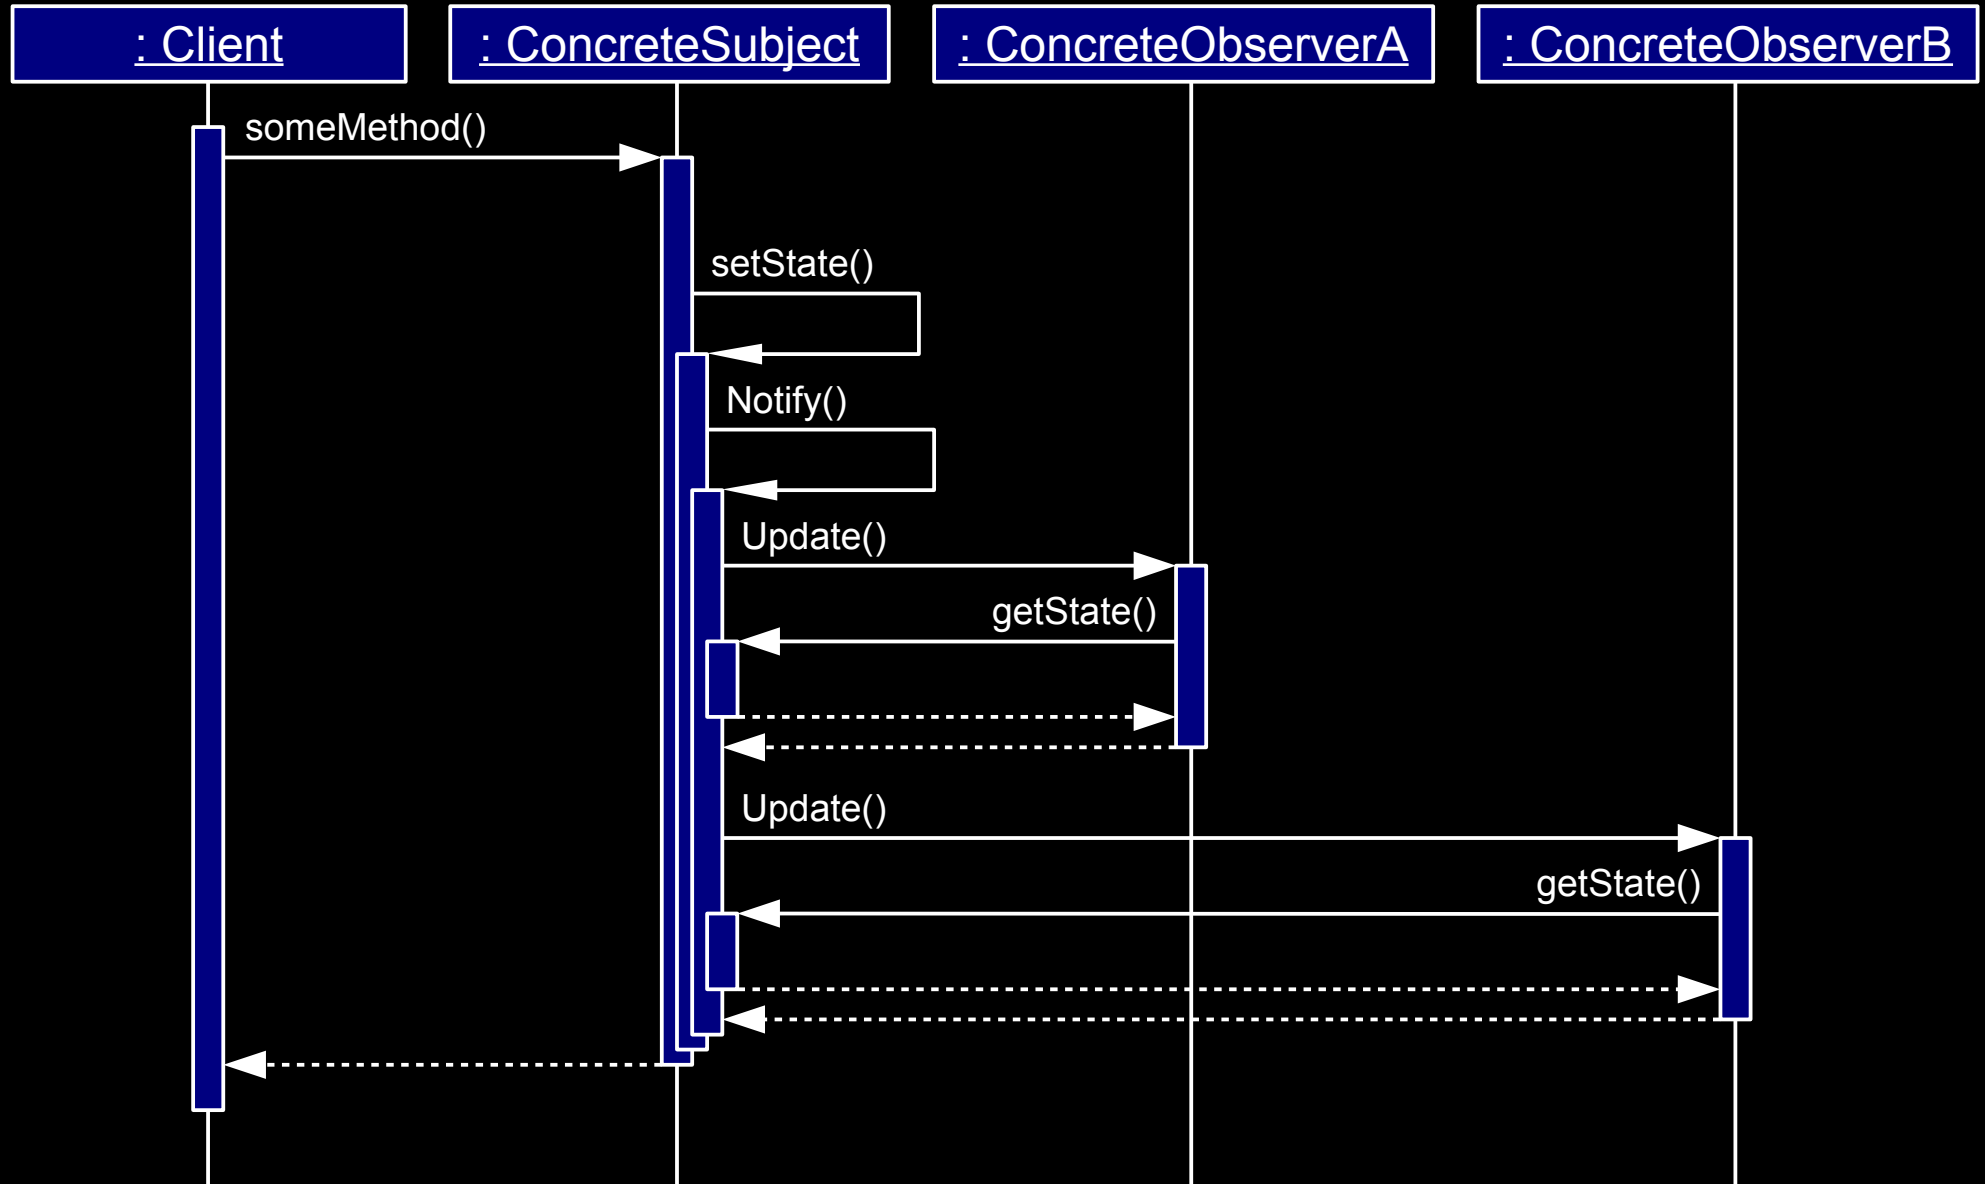 : Client
: ConcreteSubject
: ConcreteObserverA
: ConcreteObserverB
someMethod()
setState()
Notify()
Update()
getState()
Update()
getState()